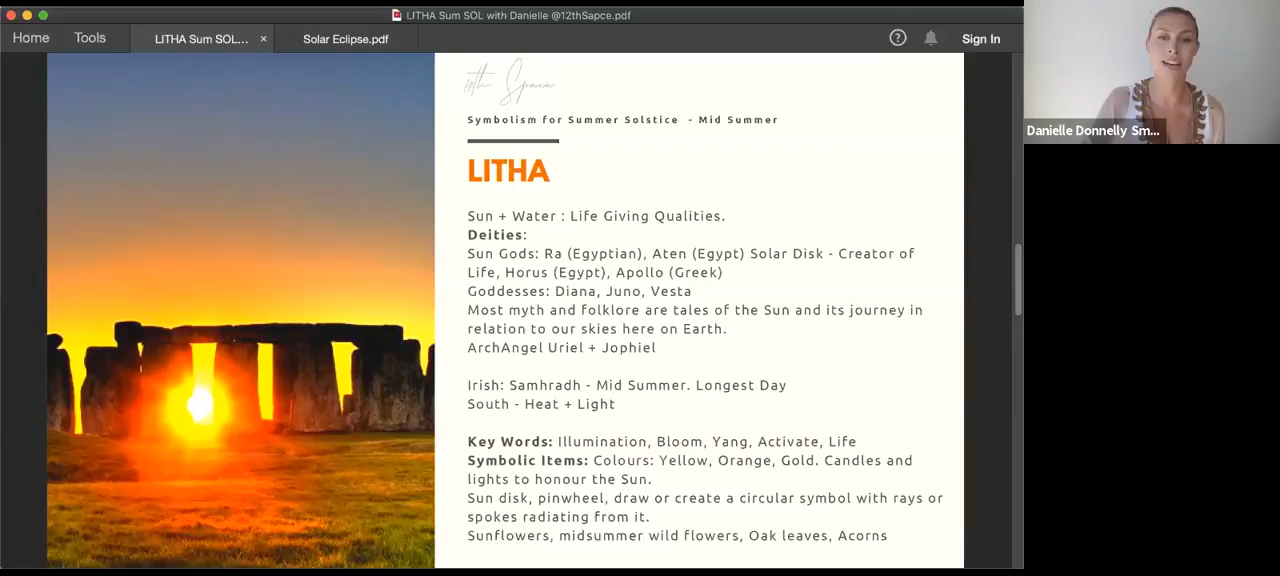 LITHA Sum SOL with Danielle @12thSapce.pdf
Home Tools LITHA Sum SOL... × Solar Eclipse.pdf ? Sign In
12th Space
Symbolism for Summer Solstice - Mid Summer
LITHA
Sun + Water : Life Giving Qualities.
Deities:
Sun Gods: Ra (Egyptian), Aten (Egypt) Solar Disk - Creator of
Life, Horus (Egypt), Apollo (Greek)
Goddesses: Diana, Juno, Vesta
Most myth and folklore are tales of the Sun and its journey in
relation to our skies here on Earth.
ArchAngel Uriel + Jophiel
Irish: Samhradh - Mid Summer. Longest Day
South - Heat + Light
Key Words: Illumination, Bloom, Yang, Activate, Life
Symbolic Items: Colours: Yellow, Orange, Gold. Candles and
lights to honour the Sun.
Sun disk, pinwheel, draw or create a circular symbol with rays or
spokes radiating from it.
Sunflowers, midsummer wild flowers, Oak leaves, Acorns
Danielle Donnelly Sm...